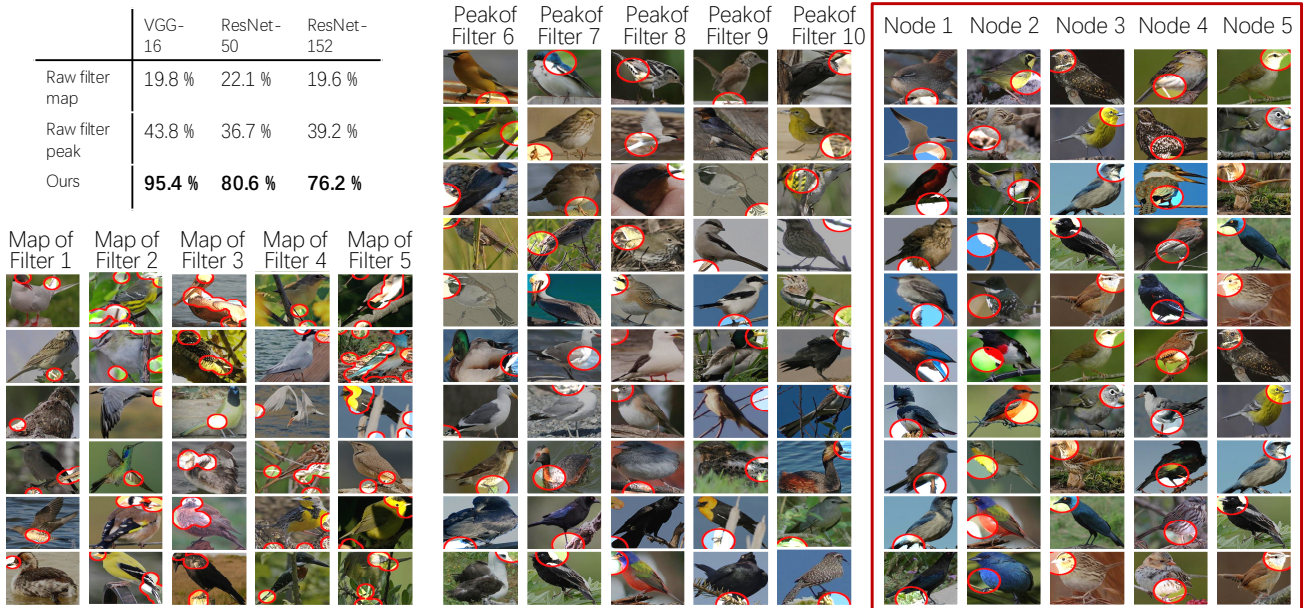 VGG-16 ResNet-50 ResNet-152
Raw filter map 19.8 % 22.1 % 19.6 %
Raw filter peak 43.8 % 36.7 % 39.2 %
Ours 95.4 % 80.6 % 76.2 %
Map of Filter 1
Map of Filter 2
Map of Filter 3
Map of Filter 4
Map of Filter 5
Peakof Filter 6
Peakof Filter 7
Peakof Filter 8
Peakof Filter 9
Peakof Filter 10
Node 1 Node 2 Node 3 Node 4 Node 5